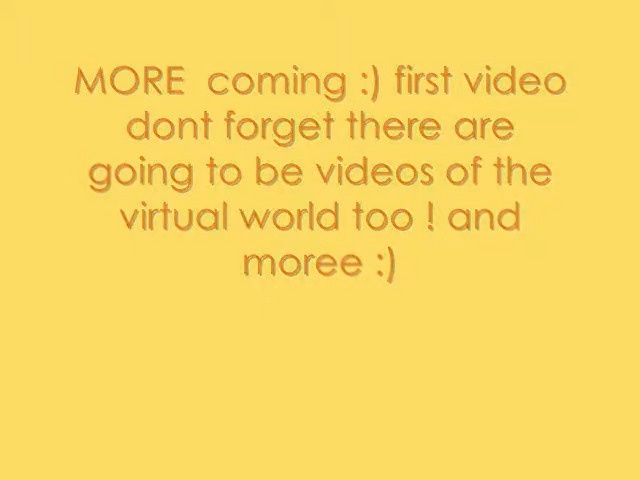 MORE  coming :) first video
dont forget there are
going to be videos of the
virtual world too ! and
moree :)